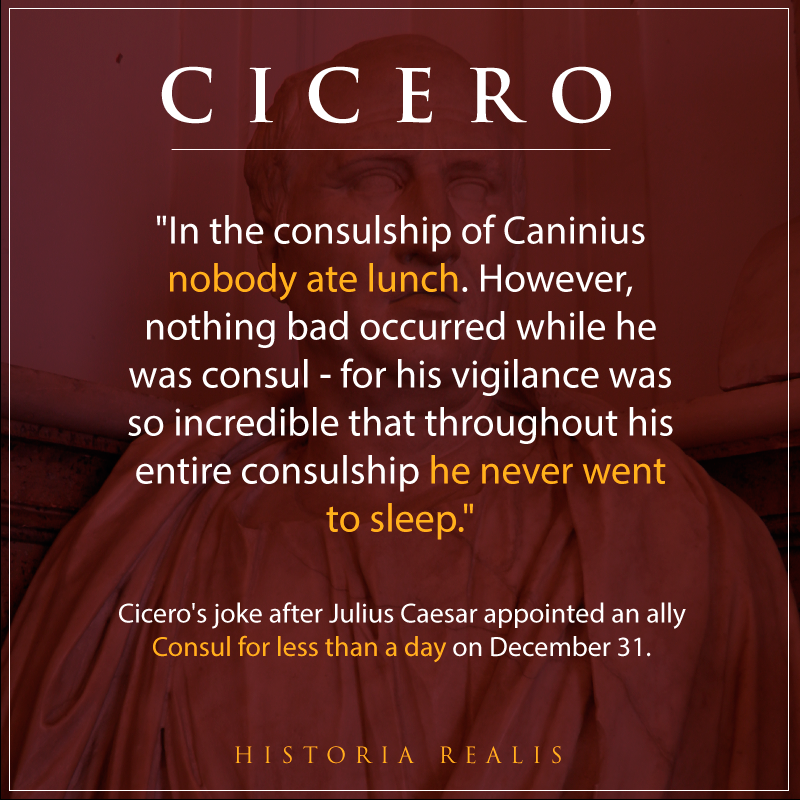 CICERO
"In the consulship of Caninius
nobody ate lunch. However,
nothing bad occurred while he
was consul - for his vigilance was
so incredible that throughout his
entire consulship he never went
to sleep."
Cicero's joke after Julius Caesar appointed an ally
Consul for less than a day on December 31.
HISTORIA REALIS